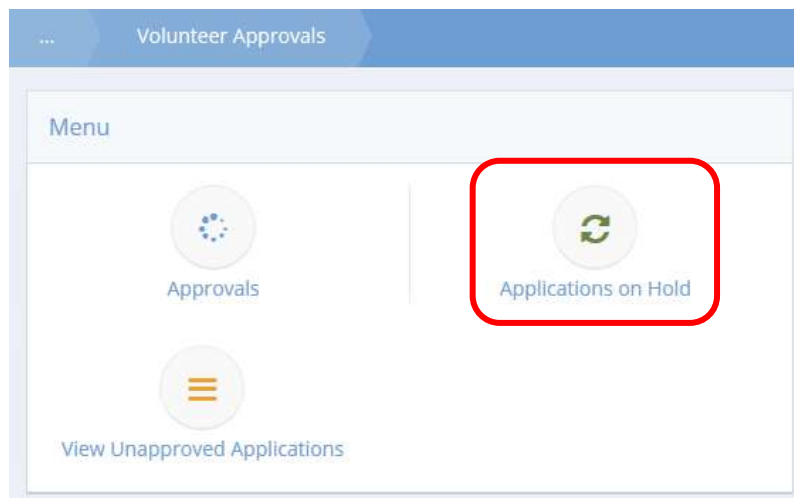 ... Volunteer Approvals
Menu
Approvals
Applications on Hold
View Unapproved Applications